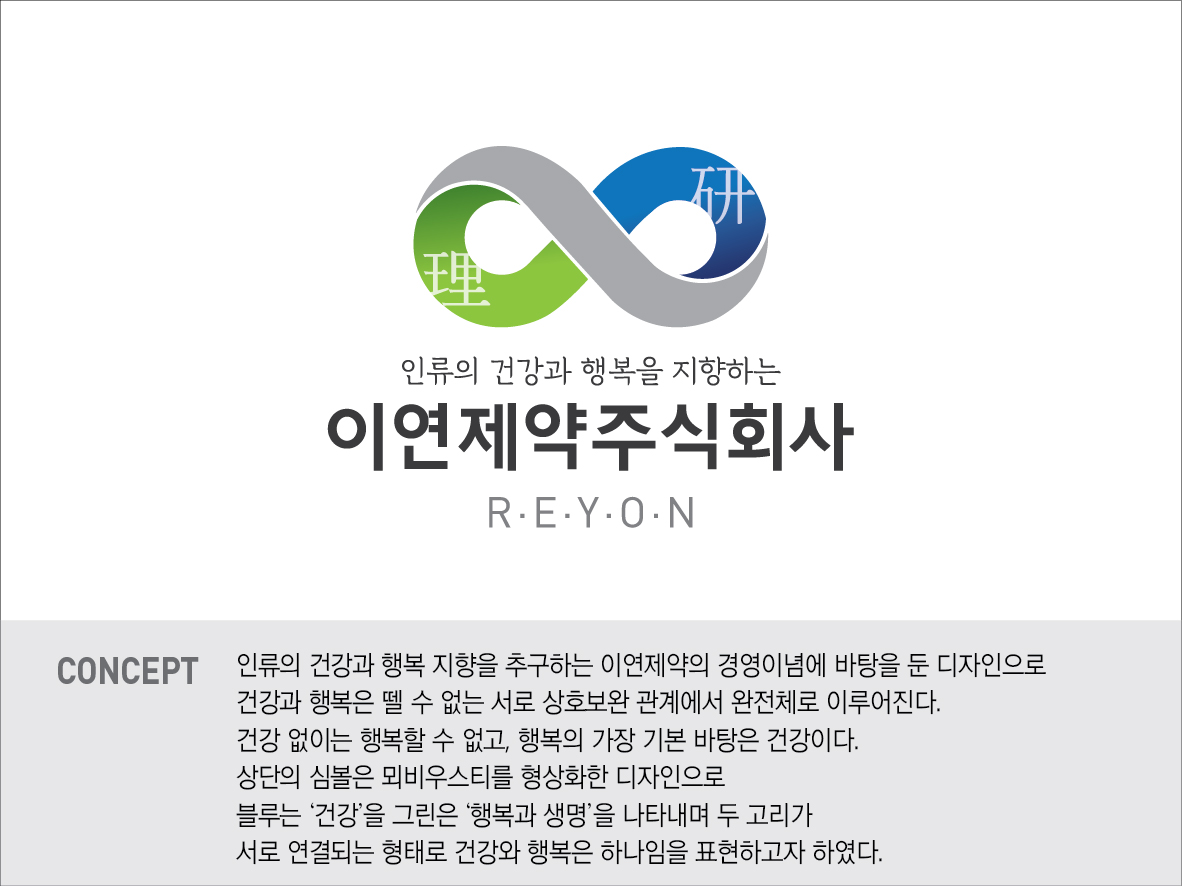 研
理
인류의 건강과 행복을 지향하는
이연제약주식회사
R·E·Y·O·N
CONCEPT
인류의 건강과 행복 지향을 추구하는 이연제약의 경영이념에 바탕을 둔 디자인으로
건강과 행복은 뗄 수 없는 서로 상호보완 관계에서 완전체로 이루어진다.
건강 없이는 행복할 수 없고, 행복의 가장 기본 바탕은 건강이다.
상단의 심볼은 뫼비우스티를 형상화한 디자인으로
블루는 ‘건강’을 그린은 ‘행복과 생명’을 나타내며 두 고리가
서로 연결되는 형태로 건강와 행복은 하나임을 표현하고자 하였다.